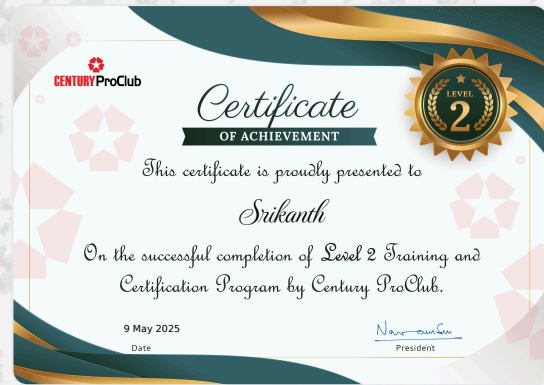 CENTURY ProClub
LEVEL
2
Certificate
OF ACHIEVEMENT
This certificate is proudly presented to
Srikanth
On the successful completion of Level 2 Training and
Certification Program by Century ProClub.
9 May 2025
Date
President